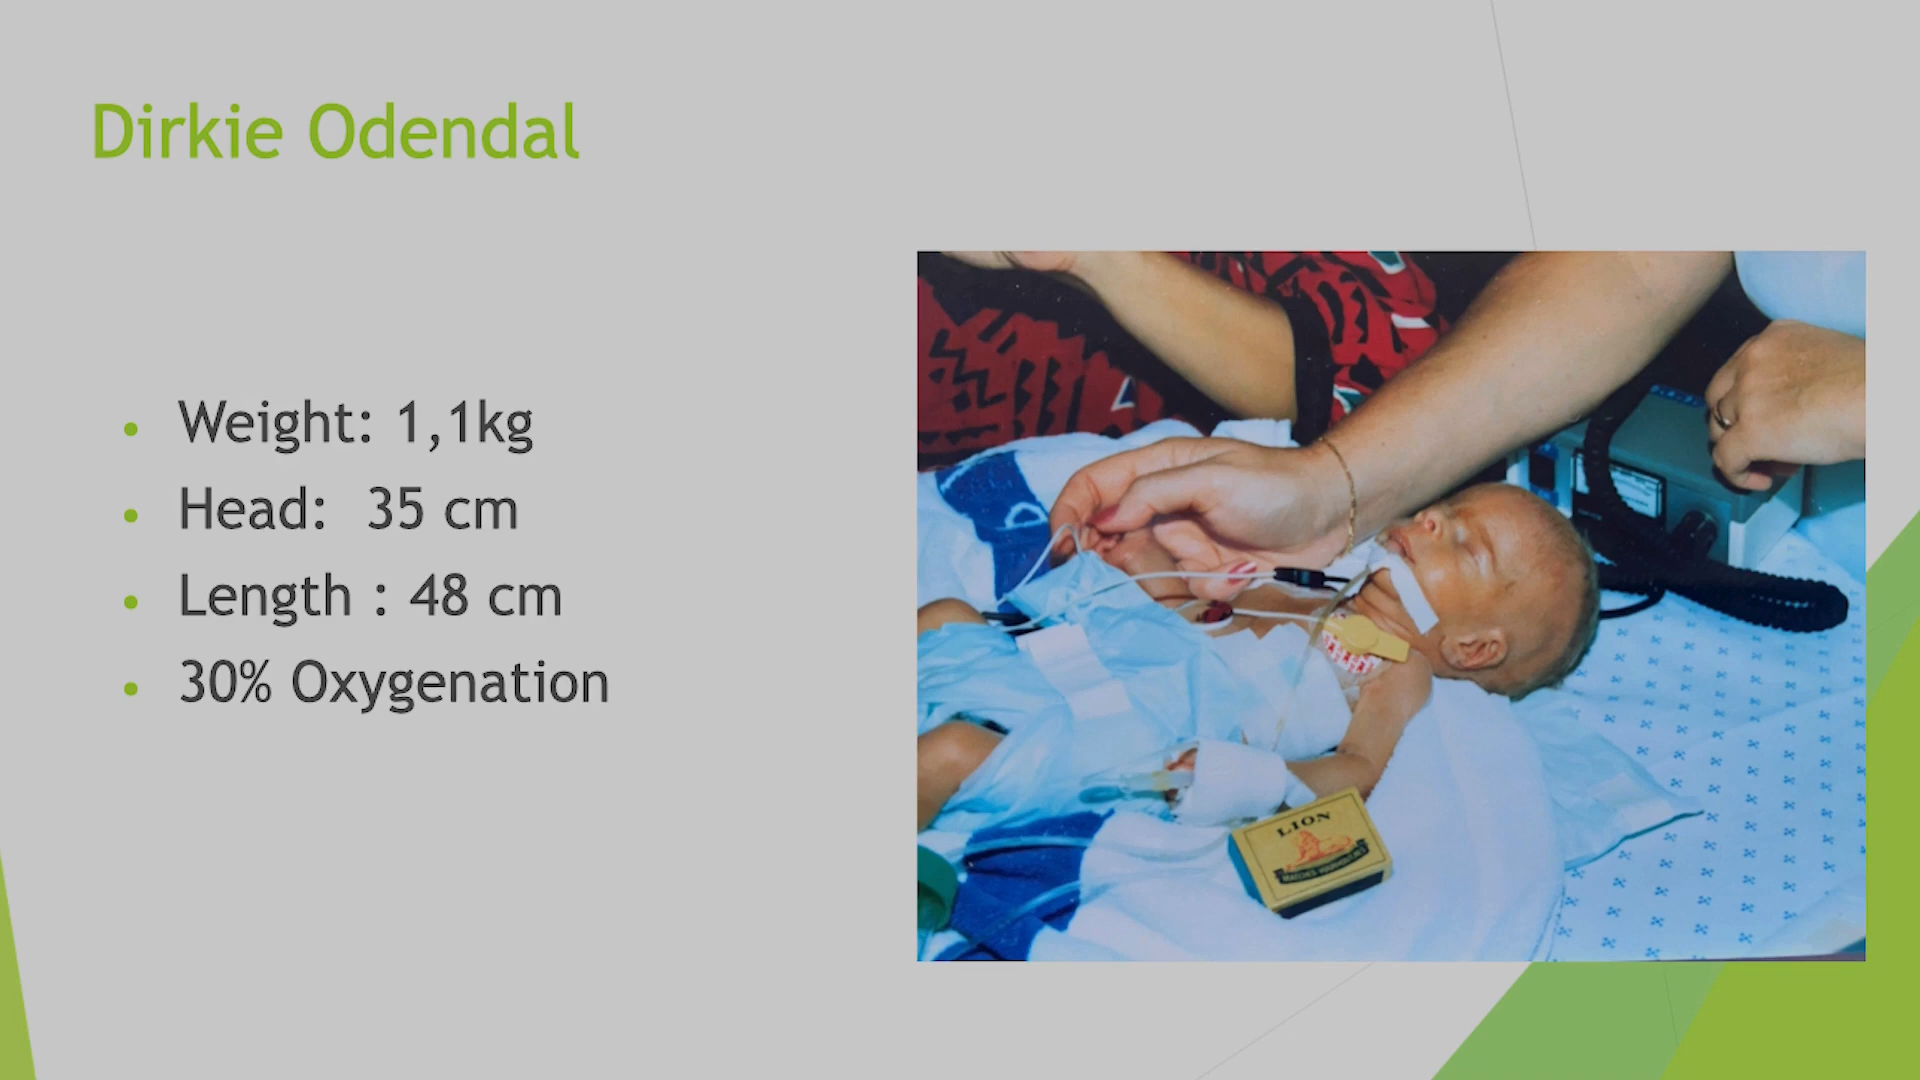 Dirkie Odendal
• Weight: 1,1kg
• Head: 35 cm
• Length : 48 cm
• 30% Oxygenation
LION